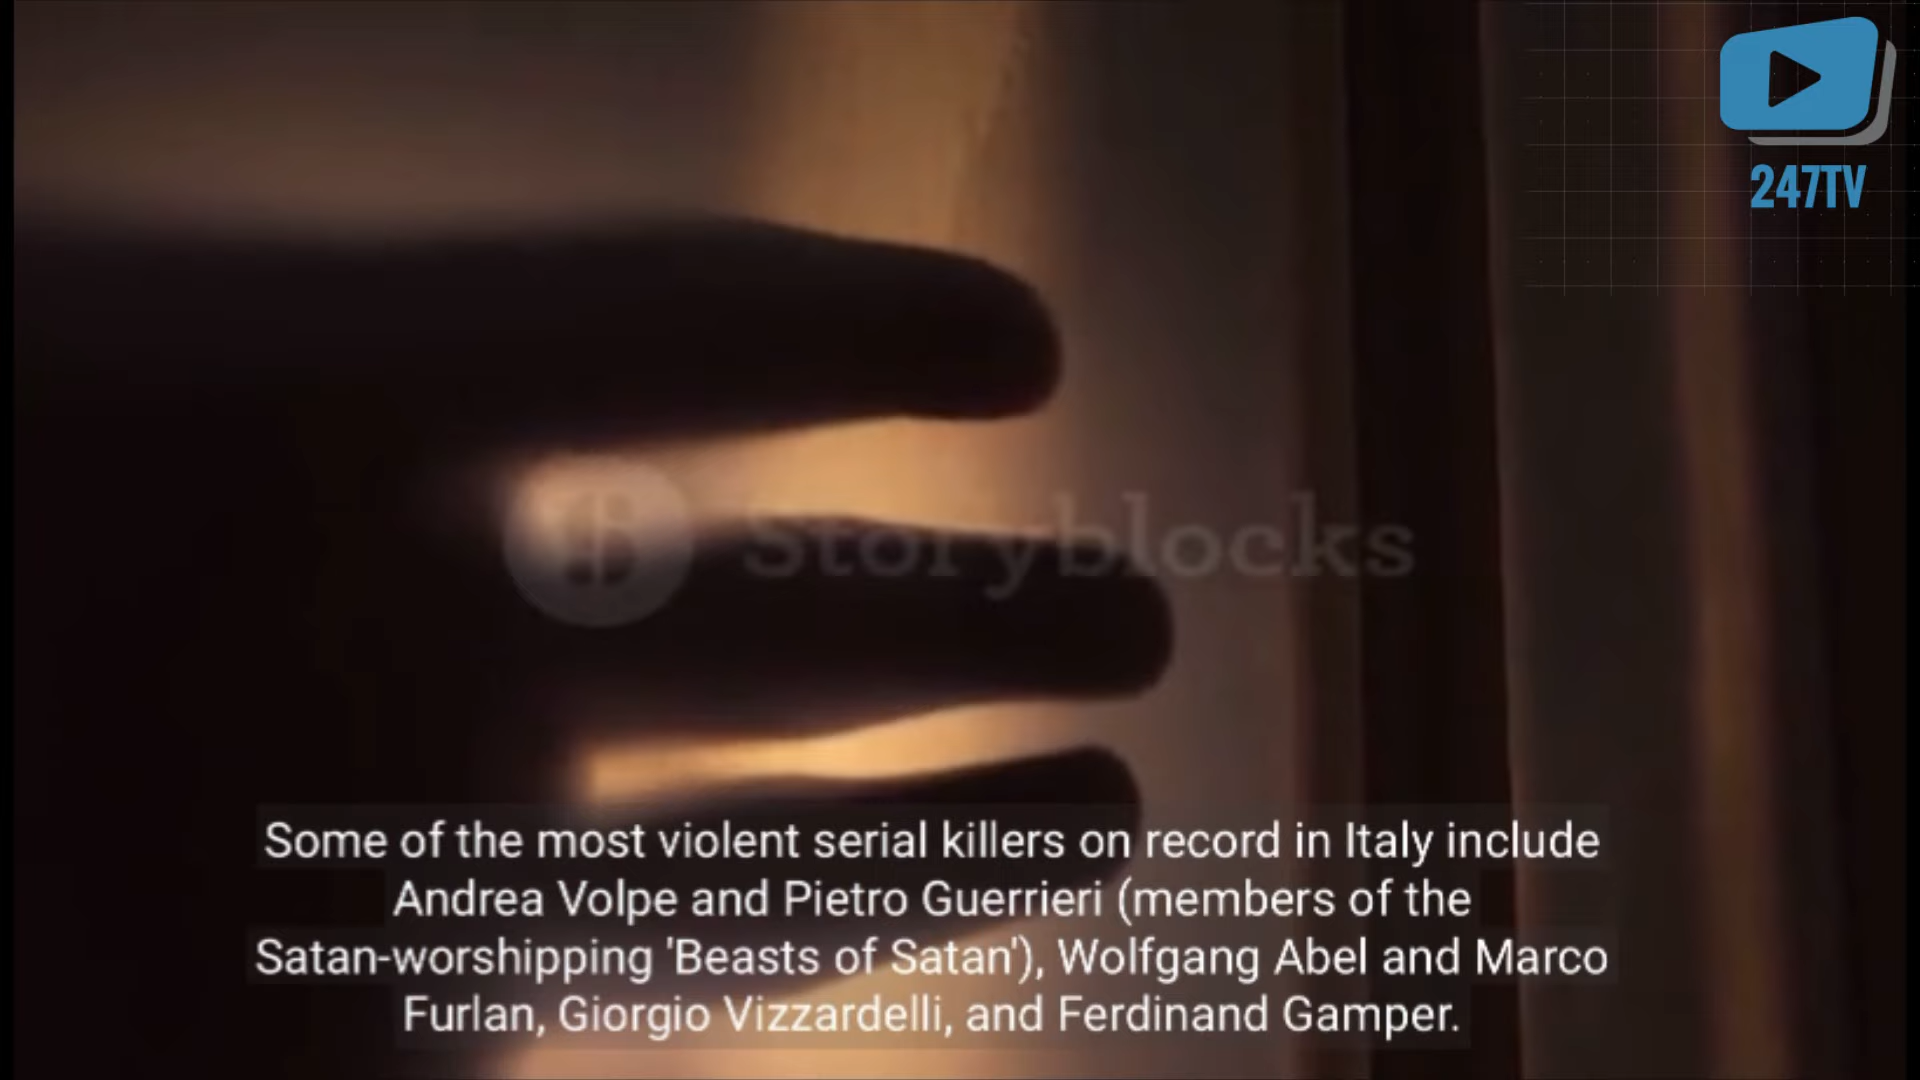 247TV
Storyblocks
Some of the most violent serial killers on record in Italy include
Andrea Volpe and Pietro Guerrieri (members of the
Satan-worshipping 'Beasts of Satan'), Wolfgang Abel and Marco
Furlan, Giorgio Vizzardelli, and Ferdinand Gamper.